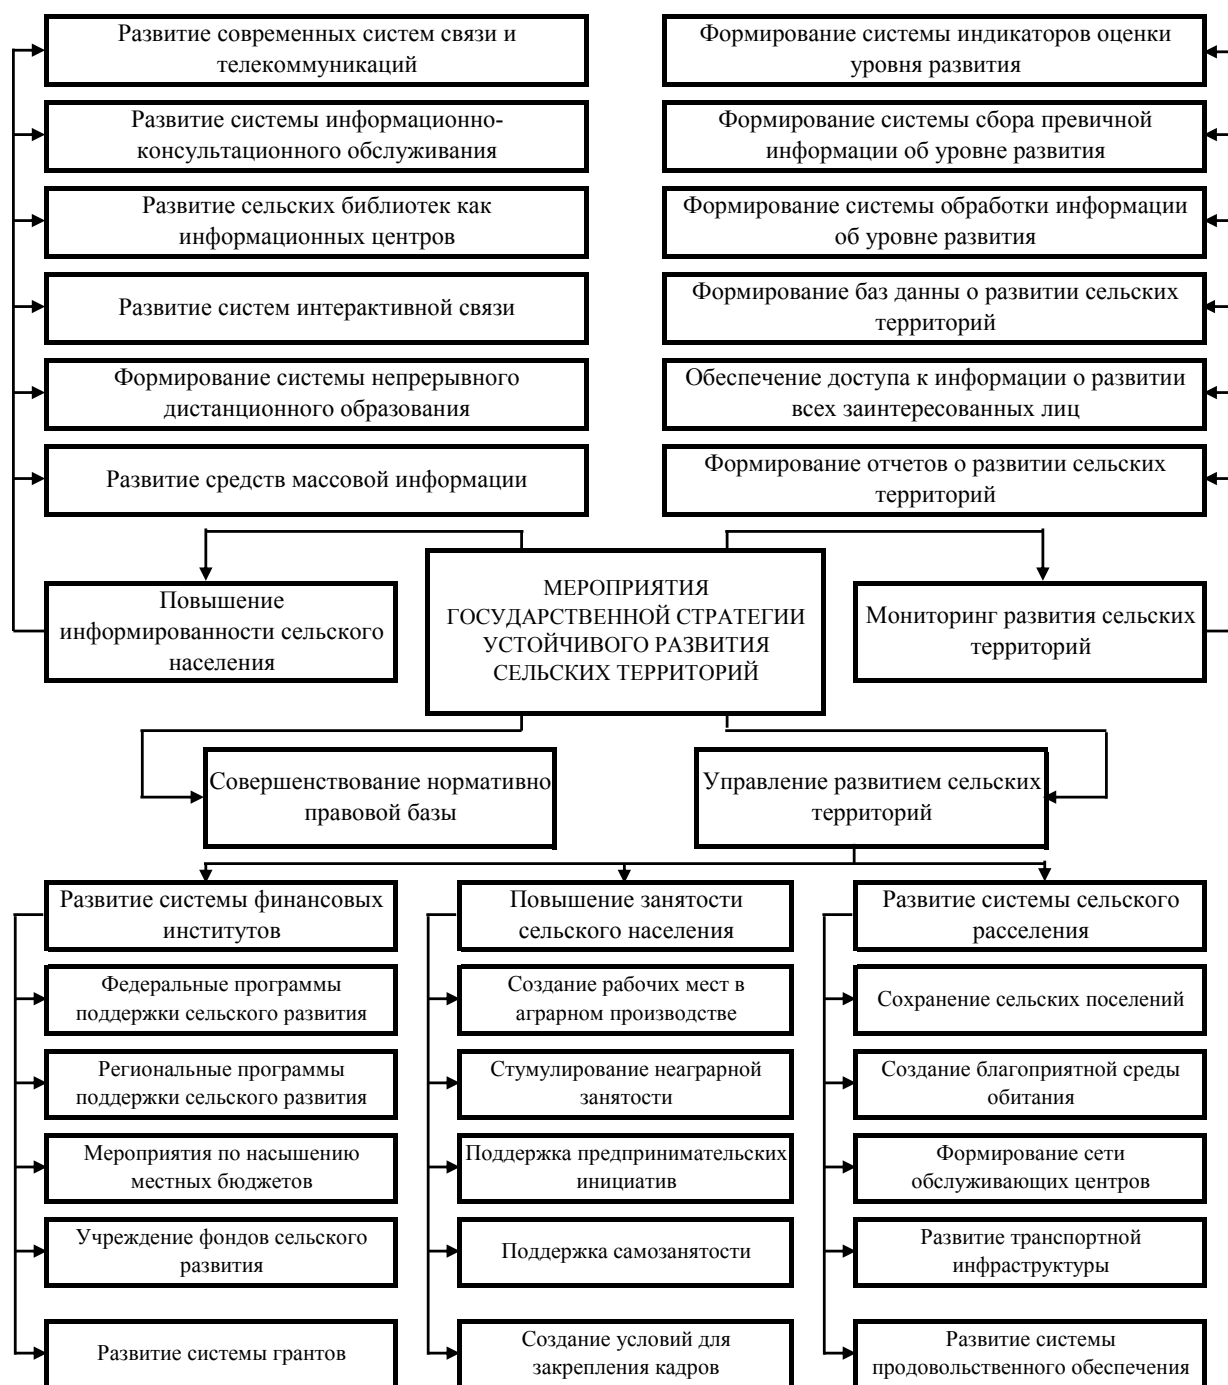 Развитие современных систем связи и
телекоммуникаций
Формирование системы индикаторов оценки
уровня развития
Развитие системы информационно-
консультационного обслуживания
Формирование системы сбора превичной
информации об уровне развития
Развитие сельских библиотек как
информационных центров
Формирование системы обработки информации
об уровне развития
Развитие систем интерактивной связи
Формирование баз данны о развитии сельских
территорий
Формирование системы непрерывного
дистанционного образования
Обеспечение доступа к информации о развитии
всех заинтересованных лиц
Развитие средств массовой информации
Формирование отчетов о развитии сельских
территорий
Повышение
информированности сельского
населения
МЕРОПРИЯТИЯ
ГОСУДАРСТВЕННОЙ СТРАТЕГИИ
УСТОЙЧИВОГО РАЗВИТИЯ
СЕЛЬСКИХ ТЕРРИТОРИЙ
Мониторинг развития сельских
территорий
Совершенствование нормативно
правовой базы
Управление развитием сельских
территорий
Развитие системы финансовых
институтов
Повышение занятости
сельского населения
Развитие системы сельского
расселения
Федеральные программы
поддержки сельского развития
Создание рабочих мест в
аграрном производстве
Сохранение сельских поселений
Региональные программы
поддержки сельского развития
Стумулирование неаграрной
занятости
Создание благоприятной среды
обитания
Мероприятия по насышению
местных бюджетов
Поддержка предпринимательских
инициатив
Формирование сети
обслуживающих центров
Учреждение фондов сельского
развития
Поддержка самозанятости
Развитие транспортной
инфраструктуры
Развитие системы грантов
Создание условий для
закрепления кадров
Развитие системы
продовольственного обеспечения